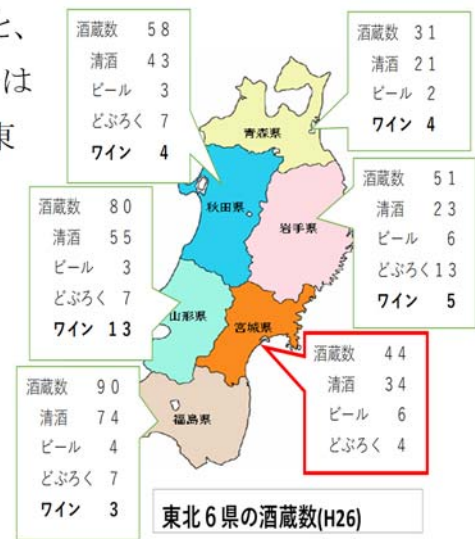 と、
は
東
酒蔵数 58
清酒 43
ビール 3
どぶろく 7
ワイン 4
酒蔵数 31
清酒 21
ビール 2
ワイン 4
青森県
秋田県
岩手県
酒蔵数 51
清酒 23
ビール 6
どぶろく 13
ワイン 5
酒蔵数 80
清酒 55
ビール 3
どぶろく 7
ワイン 13
山形県
宮城県
酒蔵数 44
清酒 34
ビール 6
どぶろく 4
酒蔵数 90
清酒 74
ビール 4
どぶろく 7
ワイン 3
福島県
東北6県の酒蔵数(H26)